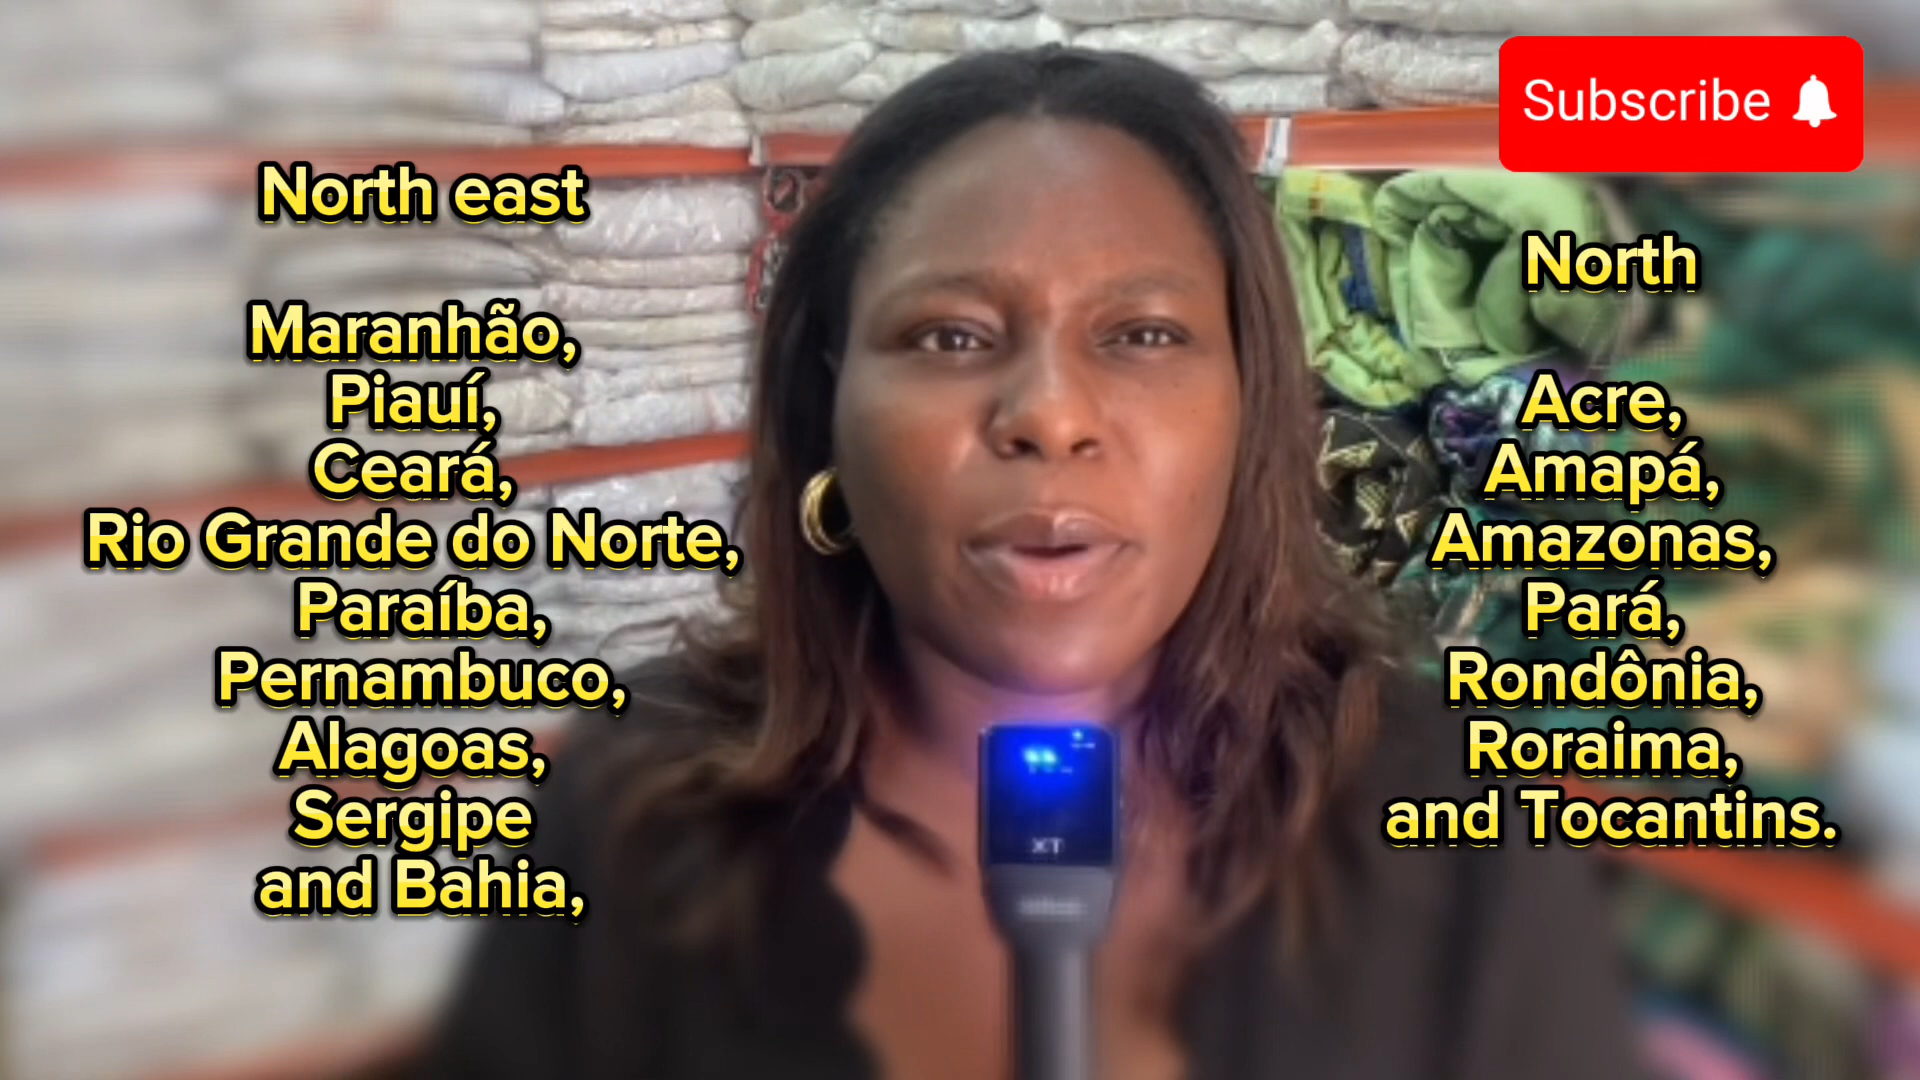 Subscribe
North east
Maranhão,
Piauí,
Ceará,
Rio Grande do Norte,
Paraíba,
Pernambuco,
Alagoas,
Sergipe
and Bahia,
North
Acre,
Amapá,
Amazonas,
Pará,
Rondônia,
Roraima,
and Tocantins.
XT